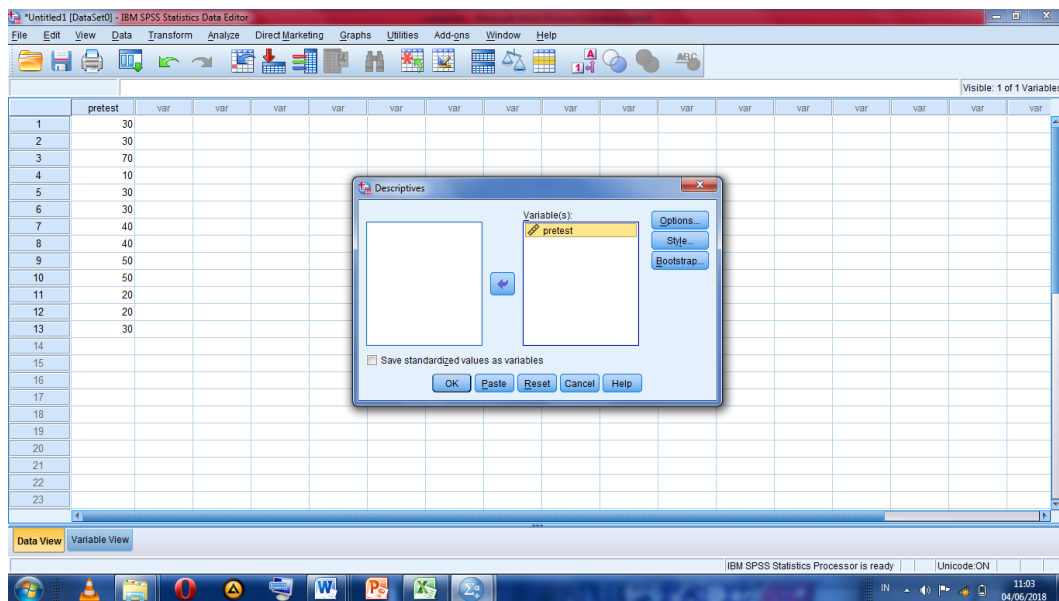 *Untitled1 [DataSet0] - IBM SPSS Statistics Data Editor
File Edit View Data Transform Analyze Direct Marketing Graphs Utilities Add-ons Window Help
Visible: 1 of 1 Variables
pretest var var var var var var var var var var var var var var var
1 30
2 30
3 70
4 10
5 30
6 30
7 40
8 40
9 50
10 50
11 20
12 20
13 30
14
15
16
17
18
19
20
21
22
23
Descriptives
Variable(s):
pretest
Options...
Style...
Bootstrap...
Save standardized values as variables
OK Paste Reset Cancel Help
Data View Variable View
IBM SPSS Statistics Processor is ready Unicode:ON
IN 11:03
04/06/2018